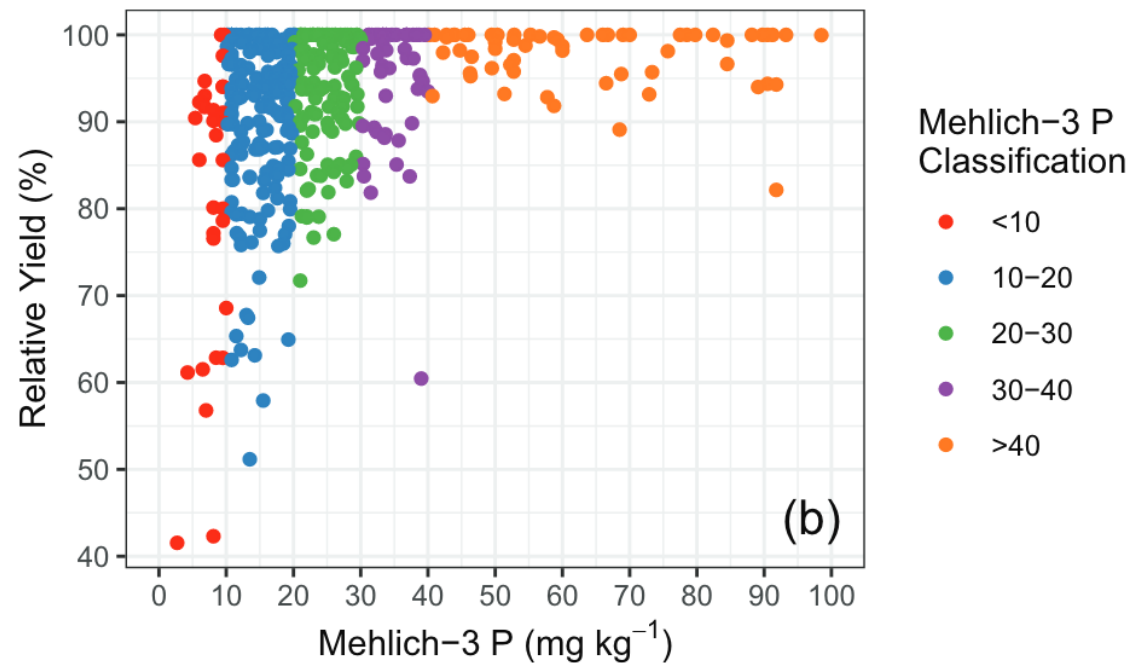 100
90
80
70
60
50
40
Relative Yield (%)
0 10 20 30 40 50 60 70 80 90 100
Mehlich−3 P (mg kg⁻¹)
(b)
Mehlich−3 P
Classification
<10
10−20
20−30
30−40
>40